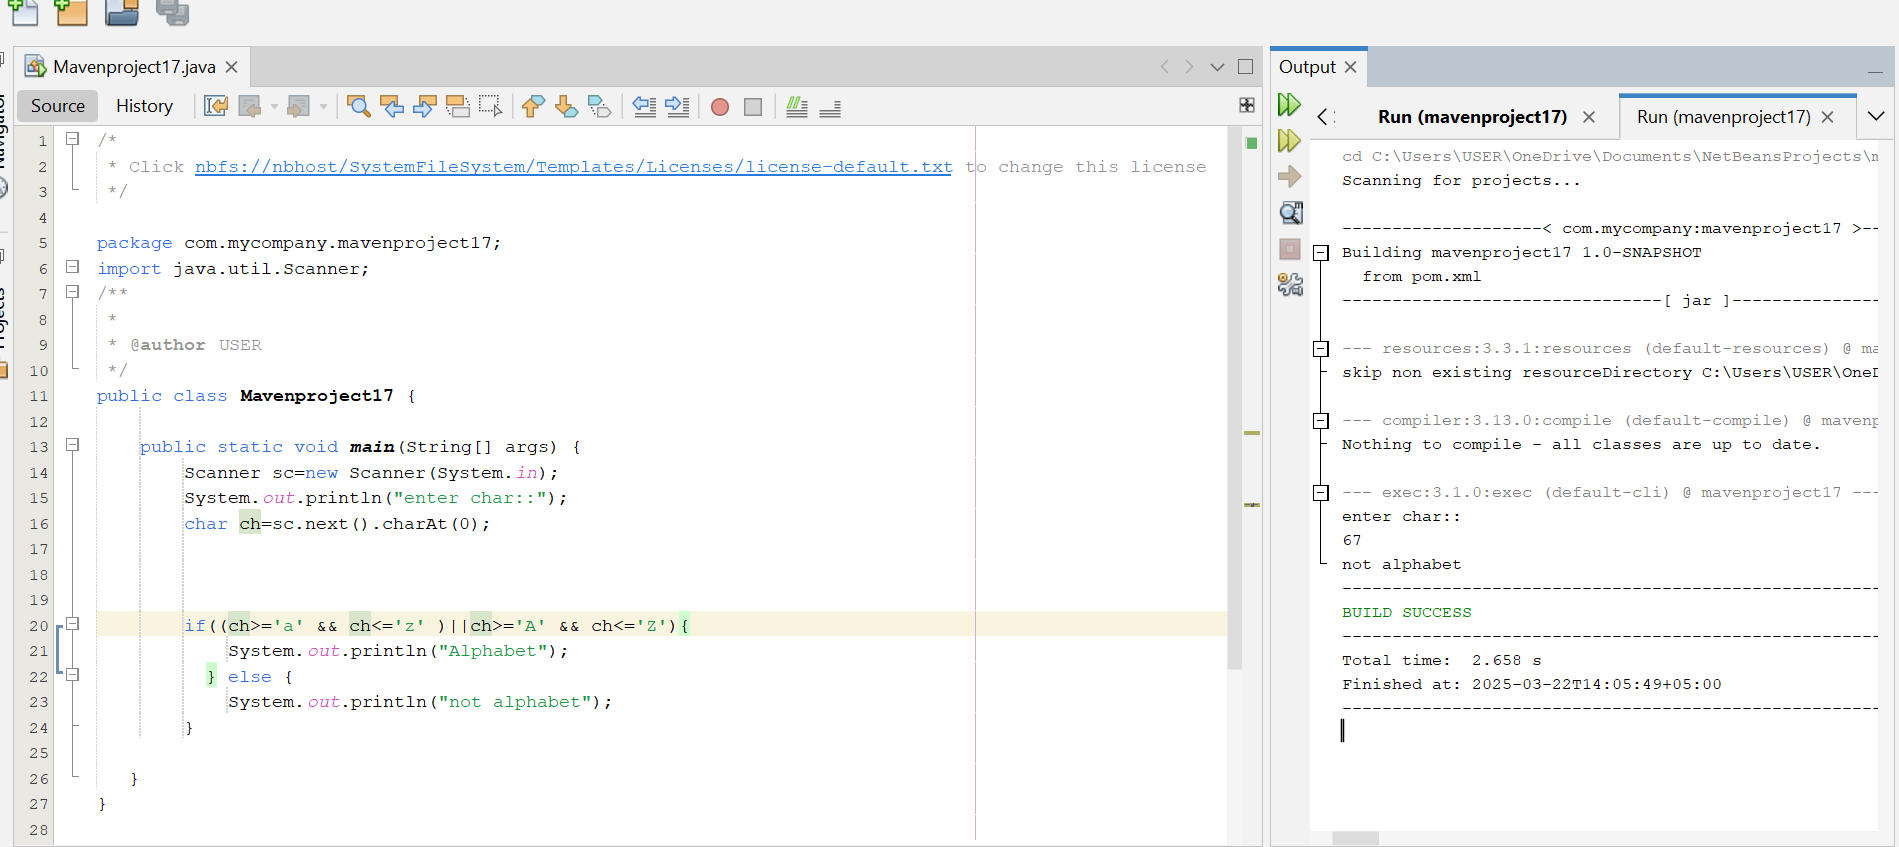 Mavenproject17.java
Source History
1 /*
2 * Click nbfs://nbhost/SystemFileSystem/Templates/Licenses/license-default.txt to change this license
3 */
4
5 package com.mycompany.mavenproject17;
6 import java.util.Scanner;
7 /**
8 *
9 * @author USER
10 */
11 public class Mavenproject17 {
12
13 public static void main(String[] args) {
14 Scanner sc=new Scanner(System.in);
15 System.out.println("enter char::");
16 char ch=sc.next().charAt(0);
17
18
19
20 if((ch>='a' && ch<='z' )||ch>='A' && ch<='Z'){
21 System.out.println("Alphabet");
22 } else {
23 System.out.println("not alphabet");
24 }
25
26 }
27 }
28
Output
Run (mavenproject17) Run (mavenproject17)
cd C:\Users\USER\OneDrive\Documents\NetBeansProjects\m
Scanning for projects...
-------------------< com.mycompany:mavenproject17 >--
Building mavenproject17 1.0-SNAPSHOT
from pom.xml
--------------------------------[ jar ]---------------
--- resources:3.3.1:resources (default-resources) @ ma
skip non existing resourceDirectory C:\Users\USER\OneD
--- compiler:3.13.0:compile (default-compile) @ mavenp
Nothing to compile - all classes are up to date.
--- exec:3.1.0:exec (default-cli) @ mavenproject17 ---
enter char::
67
not alphabet
------------------------------------------------------
BUILD SUCCESS
------------------------------------------------------
Total time: 2.658 s
Finished at: 2025-03-22T14:05:49+05:00
------------------------------------------------------